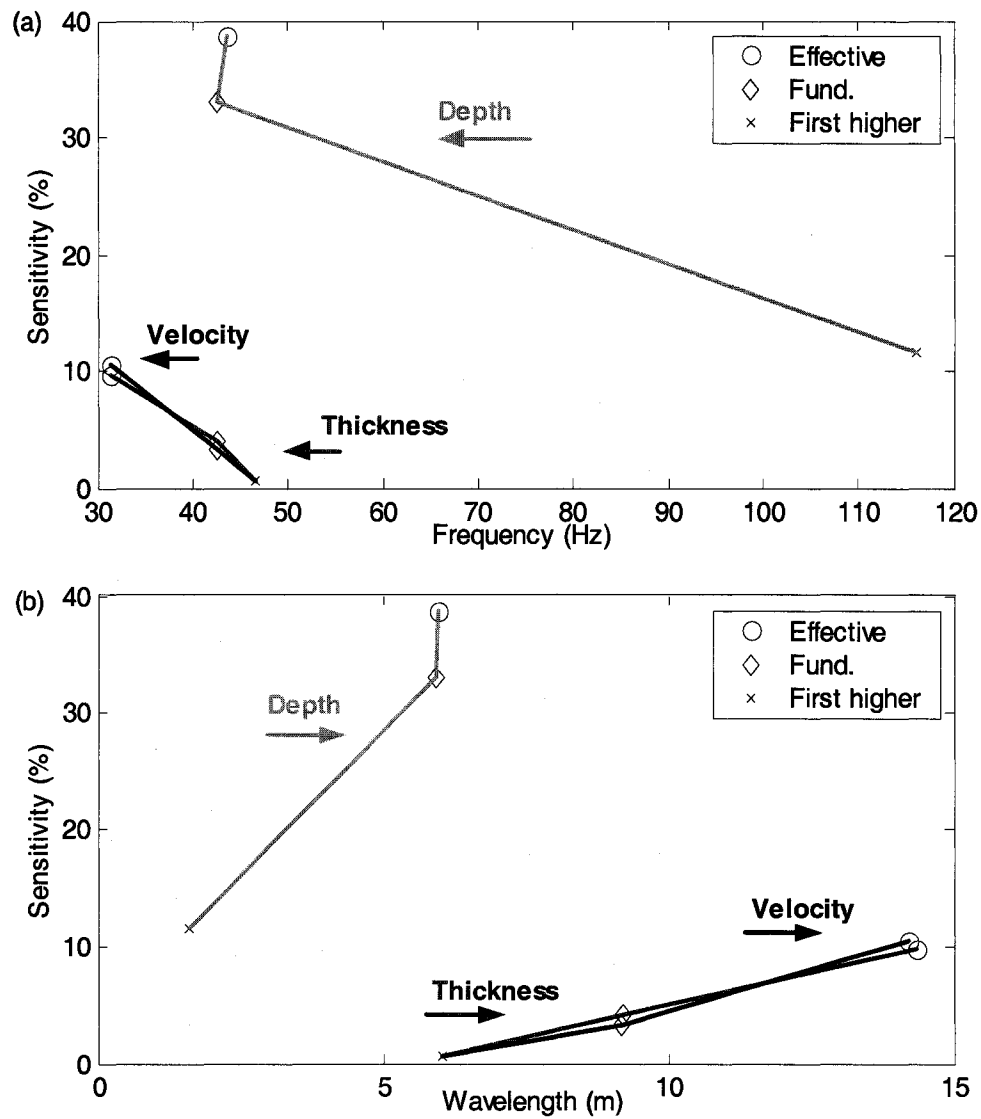 (a)
40
30
20
10
0
Sensitivity (%)
Effective
Fund.
First higher
Depth
Velocity
Thickness
30 40 50 60 70 80 90 100 110 120
Frequency (Hz)
(b)
40
30
20
10
0
Sensitivity (%)
Effective
Fund.
First higher
Depth
Velocity
Thickness
0 5 10 15
Wavelength (m)